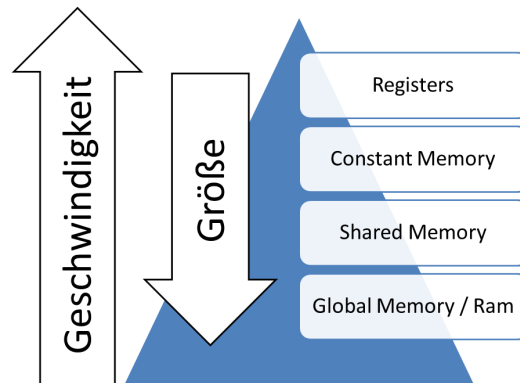 Geschwindigkeit
Größe
Registers
Constant Memory
Shared Memory
Global Memory / Ram